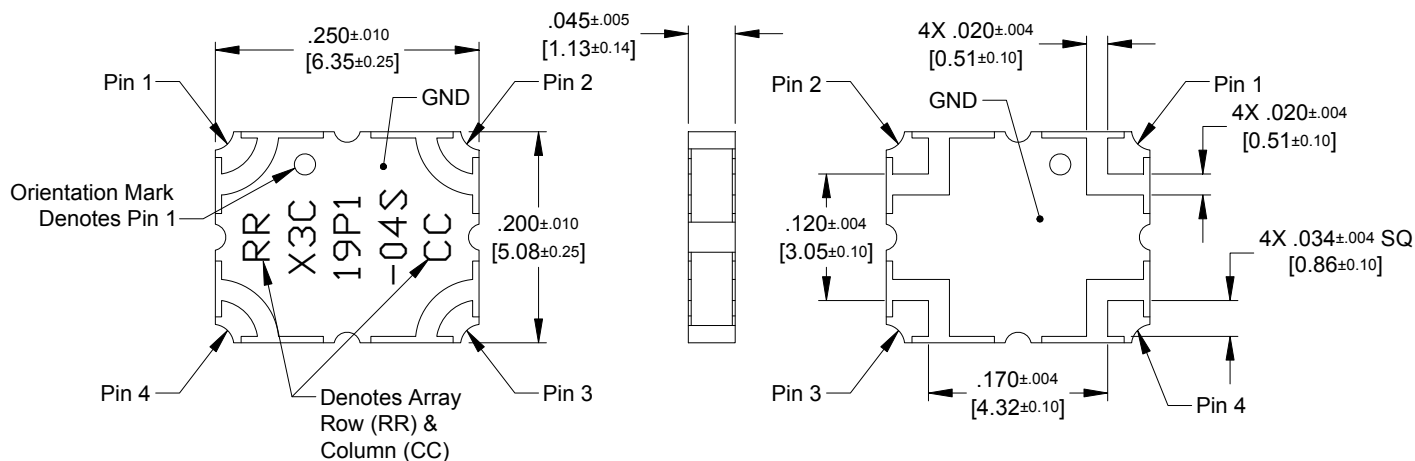 .250±.010
[6.35±0.25]
.045±.005
[1.13±0.14]
4X .020±.004
[0.51±0.10]
Pin 1
Pin 2
GND
Pin 2
GND
Pin 1
4X .020±.004
[0.51±0.10]
Orientation Mark
Denotes Pin 1
RR
X3C
19P1
-04S
CC
.200±.010
[5.08±0.25]
.120±.004
[3.05±0.10]
4X .034±.004 SQ
[0.86±0.10]
Pin 4
Pin 3
Denotes Array
Row (RR) &
Column (CC)
Pin 3
.170±.004
[4.32±0.10]
Pin 4